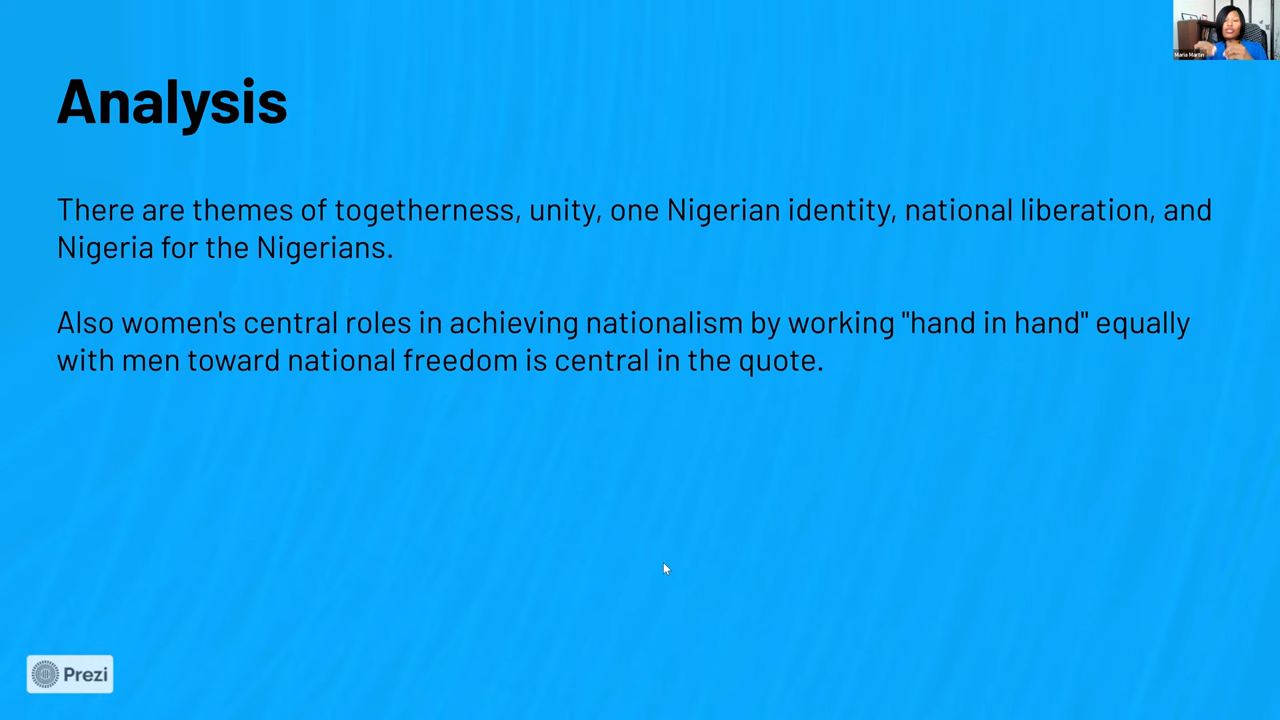 Maria Martin
Analysis
There are themes of togetherness, unity, one Nigerian identity, national liberation, and
Nigeria for the Nigerians.
Also women's central roles in achieving nationalism by working "hand in hand" equally
with men toward national freedom is central in the quote.
Prezi